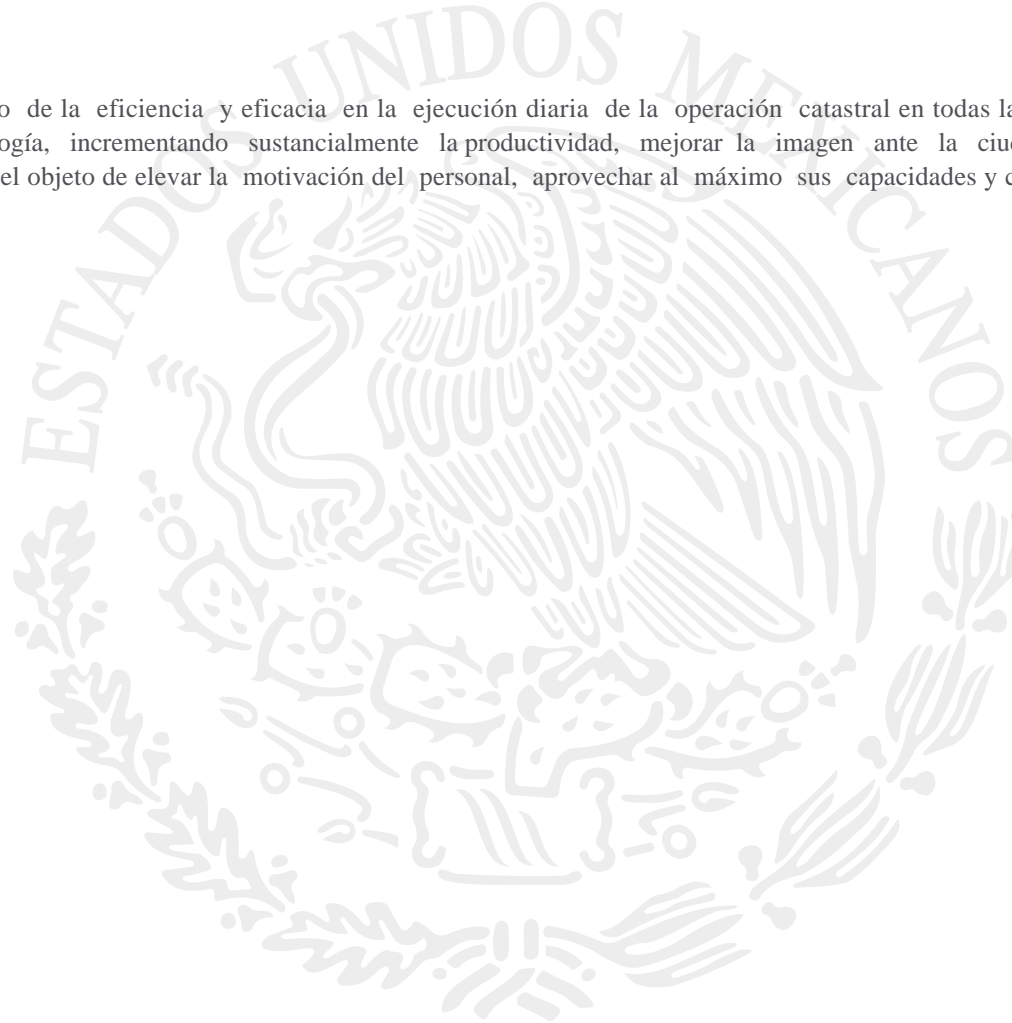 ESTADOS UNIDOS MEXICANOS
de la eficiencia y eficacia en la ejecución diaria de la operación catastral en todas
incrementando sustancialmente la productividad, mejorar la imagen ante la
el objeto de elevar la motivación del personal, aprovechar al máximo sus capacidades y